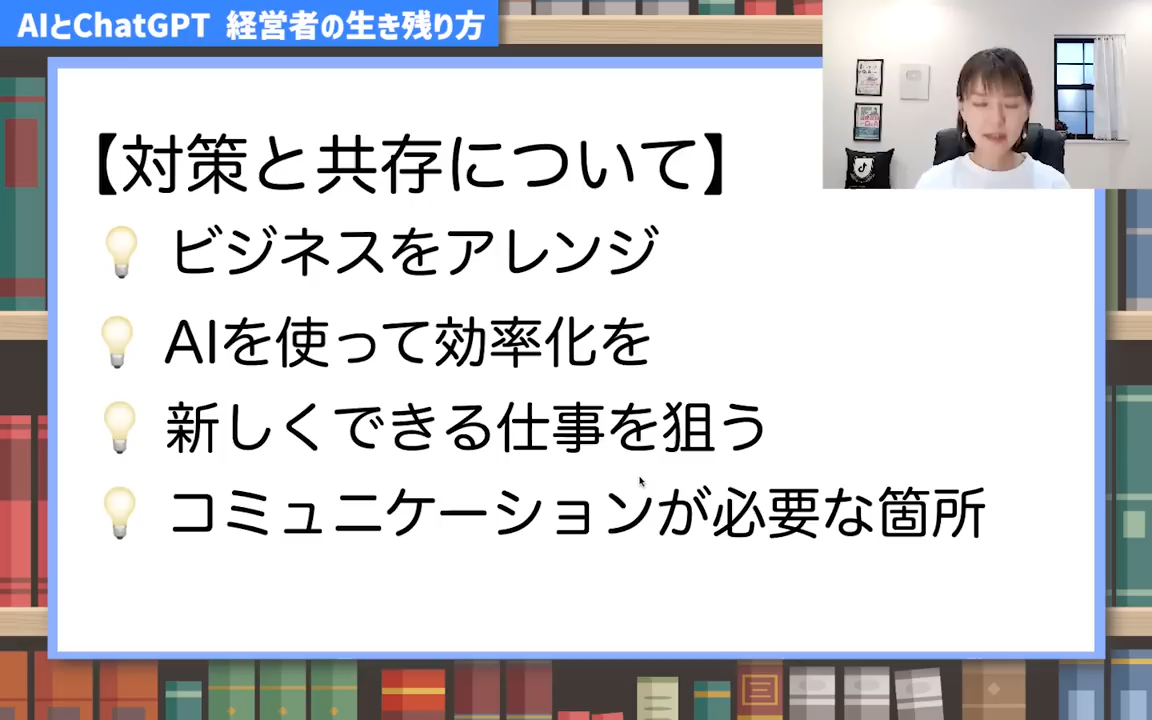 AIとChatGPT 経営者の生き残り方
【対策と共存について】
ビジネスをアレンジ
AIを使って効率化を
新しくできる仕事を狙う
コミュニケーションが必要な箇所